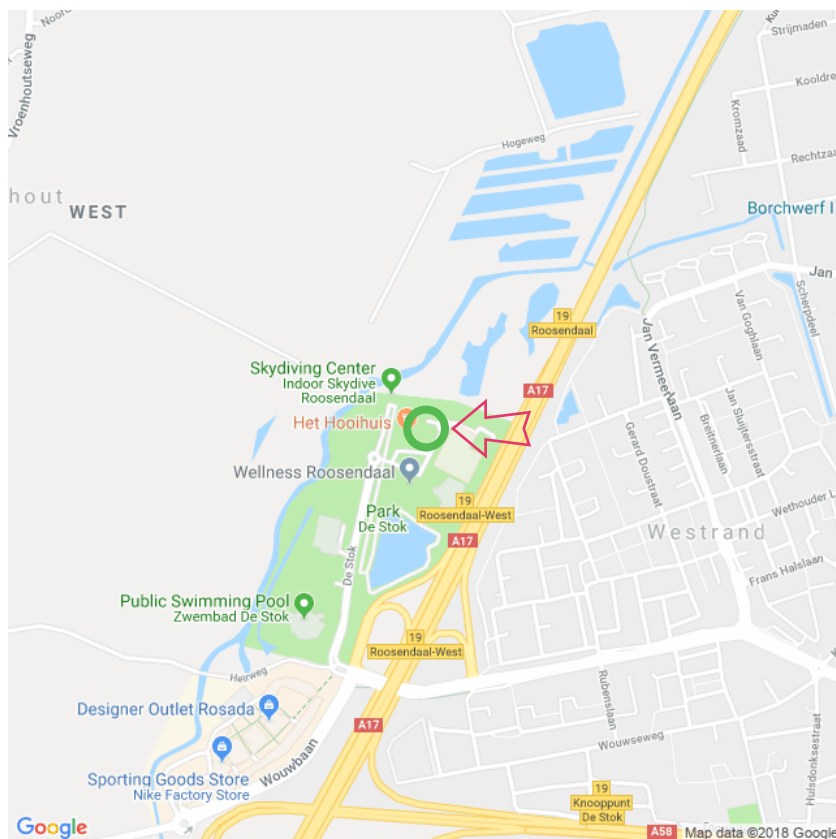 Noord
Vroenhoutseweg
Strijmaden
Kooldre
Kromzaad
Hogeweg
Rechtzaa
hout
WEST
Borchwerf I
Jan
19
Roosendaal
Jan Vermeerlaan
Van Goghlaan
Scherpdeel
Skydiving Center
Indoor Skydive
Roosendaal
A17
Het Hooihuis
Jan Sluijtersstraat
Breitnerlaan
Gerard Doustraat
Wellness Roosendaal
19
Roosendaal-West
Wethouder L
Park
De Stok
Westrand
A17
De Stok
Frans Halslaan
Public Swimming Pool
Zwembad De Stok
19
Roosendaal-West
Heirweg
Rubenslaan
Designer Outlet Rosada
A17
Wouwbaan
Wouwseweg
Hulsdonksestraat
Sporting Goods Store
Nike Factory Store
19
Knooppunt
De Stok
Google
A58
Map data ©2018 Google